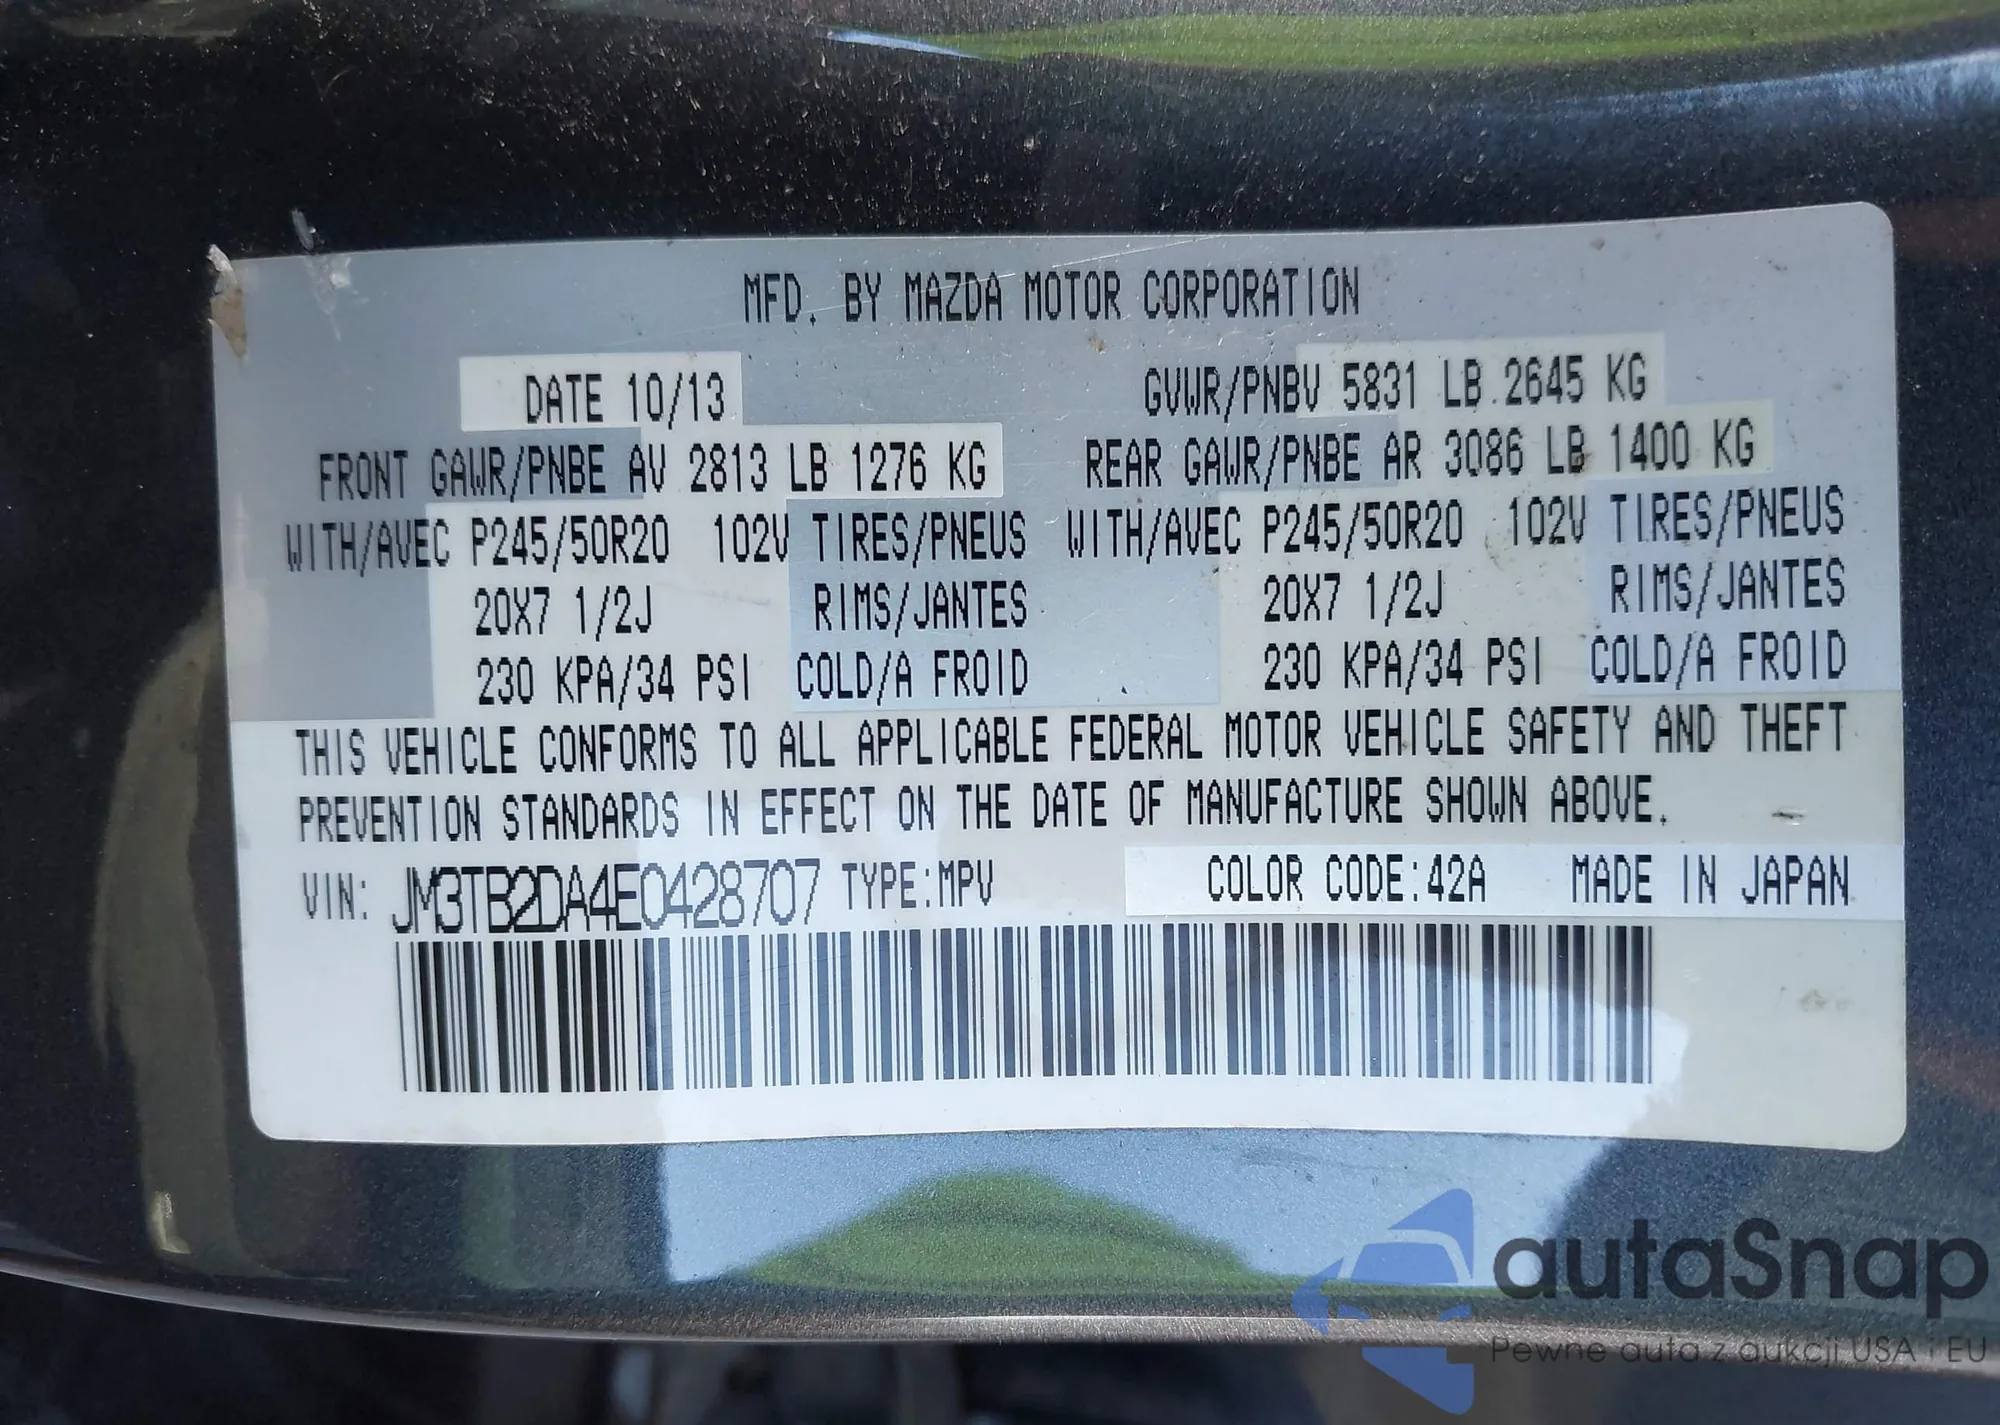 MFD. BY MAZDA MOTOR CORPORATION
DATE 10/13 GVWR/PNBV 5831 LB 2645 KG
FRONT GAWR/PNBE AV 2813 LB 1276 KG REAR GAWR/PNBE AR 3086 LB 1400 KG
WITH/AVEC P245/50R20 102V TIRES/PNEUS WITH/AVEC P245/50R20 102V TIRES/PNEUS
20X7 1/2J RIMS/JANTES 20X7 1/2J RIMS/JANTES
230 KPA/34 PSI COLD/A FROID 230 KPA/34 PSI COLD/A FROID
THIS VEHICLE CONFORMS TO ALL APPLICABLE FEDERAL MOTOR VEHICLE SAFETY AND THEFT
PREVENTION STANDARDS IN EFFECT ON THE DATE OF MANUFACTURE SHOWN ABOVE.
VIN: JM3TB2DA4E0428707 TYPE:MPV COLOR CODE:42A MADE IN JAPAN
autaSnap
Pewne auta z aukcji USA i EU